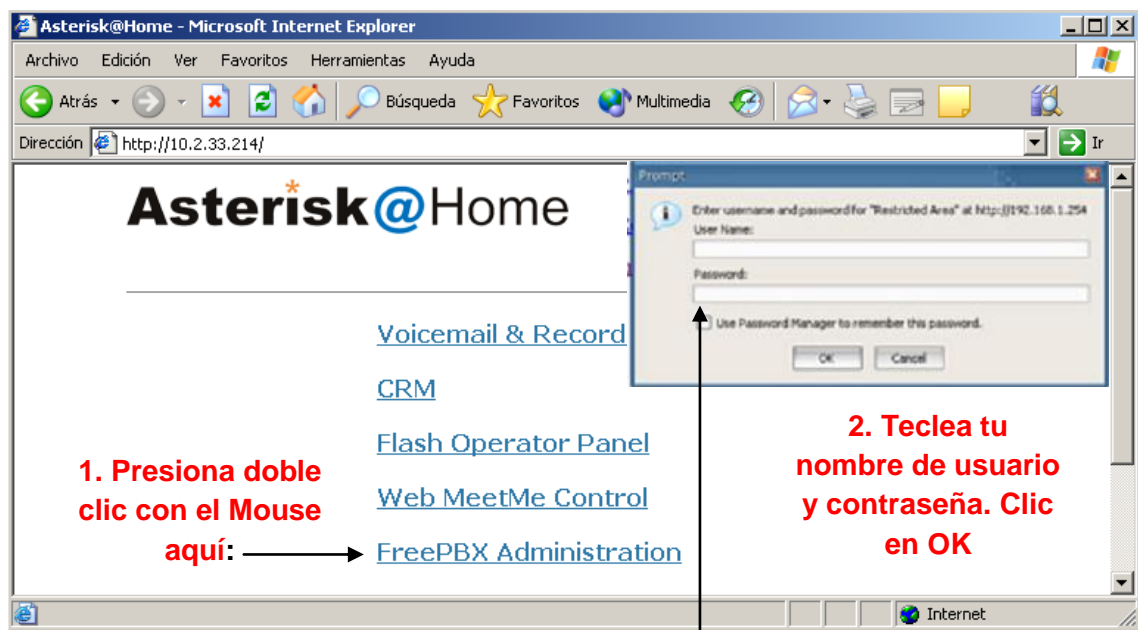 Asterisk@Home - Microsoft Internet Explorer
Archivo Edición Ver Favoritos Herramientas Ayuda
Atrás Búsqueda Favoritos Multimedia
Dirección http://10.2.33.214/ Ir
Asterisk@Home
Prompt
Enter username and password for "Restricted Area" at http://192.168.1.254
User Name:
Password:
Use Password Manager to remember this password.
OK Cancel
Voicemail & Record
CRM
Flash Operator Panel
Web MeetMe Control
FreePBX Administration
1. Presiona doble
clic con el Mouse
aquí:
2. Teclea tu
nombre de usuario
y contraseña. Clic
en OK
Internet